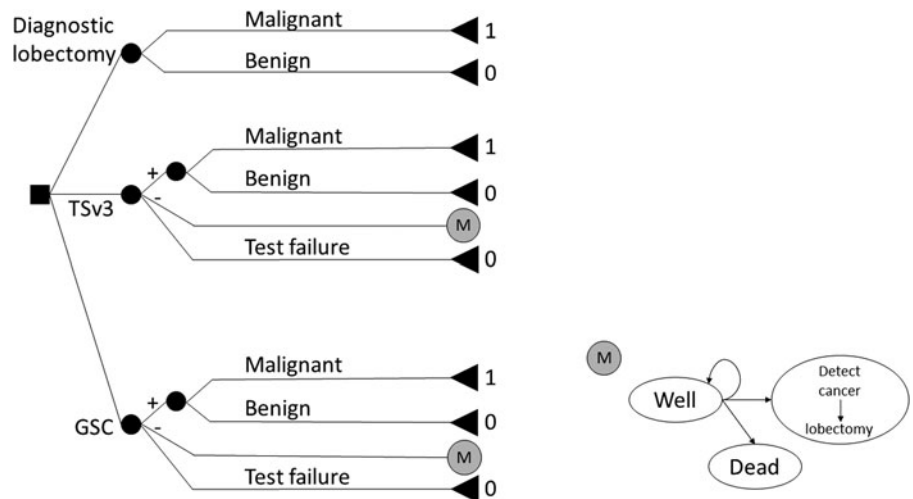 Diagnostic
lobectomy
Malignant
1
Benign
0
TSv3
+
-
Malignant
1
Benign
0
M
Test failure
0
GSC
+
-
Malignant
1
Benign
0
M
Test failure
0
M
Well
Detect
cancer
lobectomy
Dead